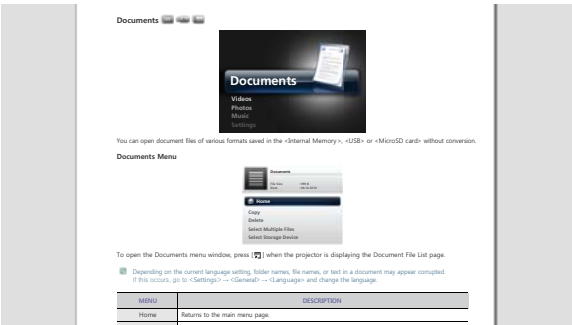 Documents
Documents
Videos
Photos
Music
Settings
You can open document files of various formats saved in the <Internal Memory>, <USB> or <MicroSD card> without conversion.
Documents Menu
Documents
File Size
Home
Copy
Delete
Select Multiple Files
Select Storage Device
To open the Documents menu window, press [ ] when the projector is displaying the Document File List page.
Depending on the current language setting, folder names, file names, or text in a document may appear corrupted.
If this occurs, go to <Settings> → <General> → <Language> and change the language.
MENU DESCRIPTION
Home Returns to the main menu page.